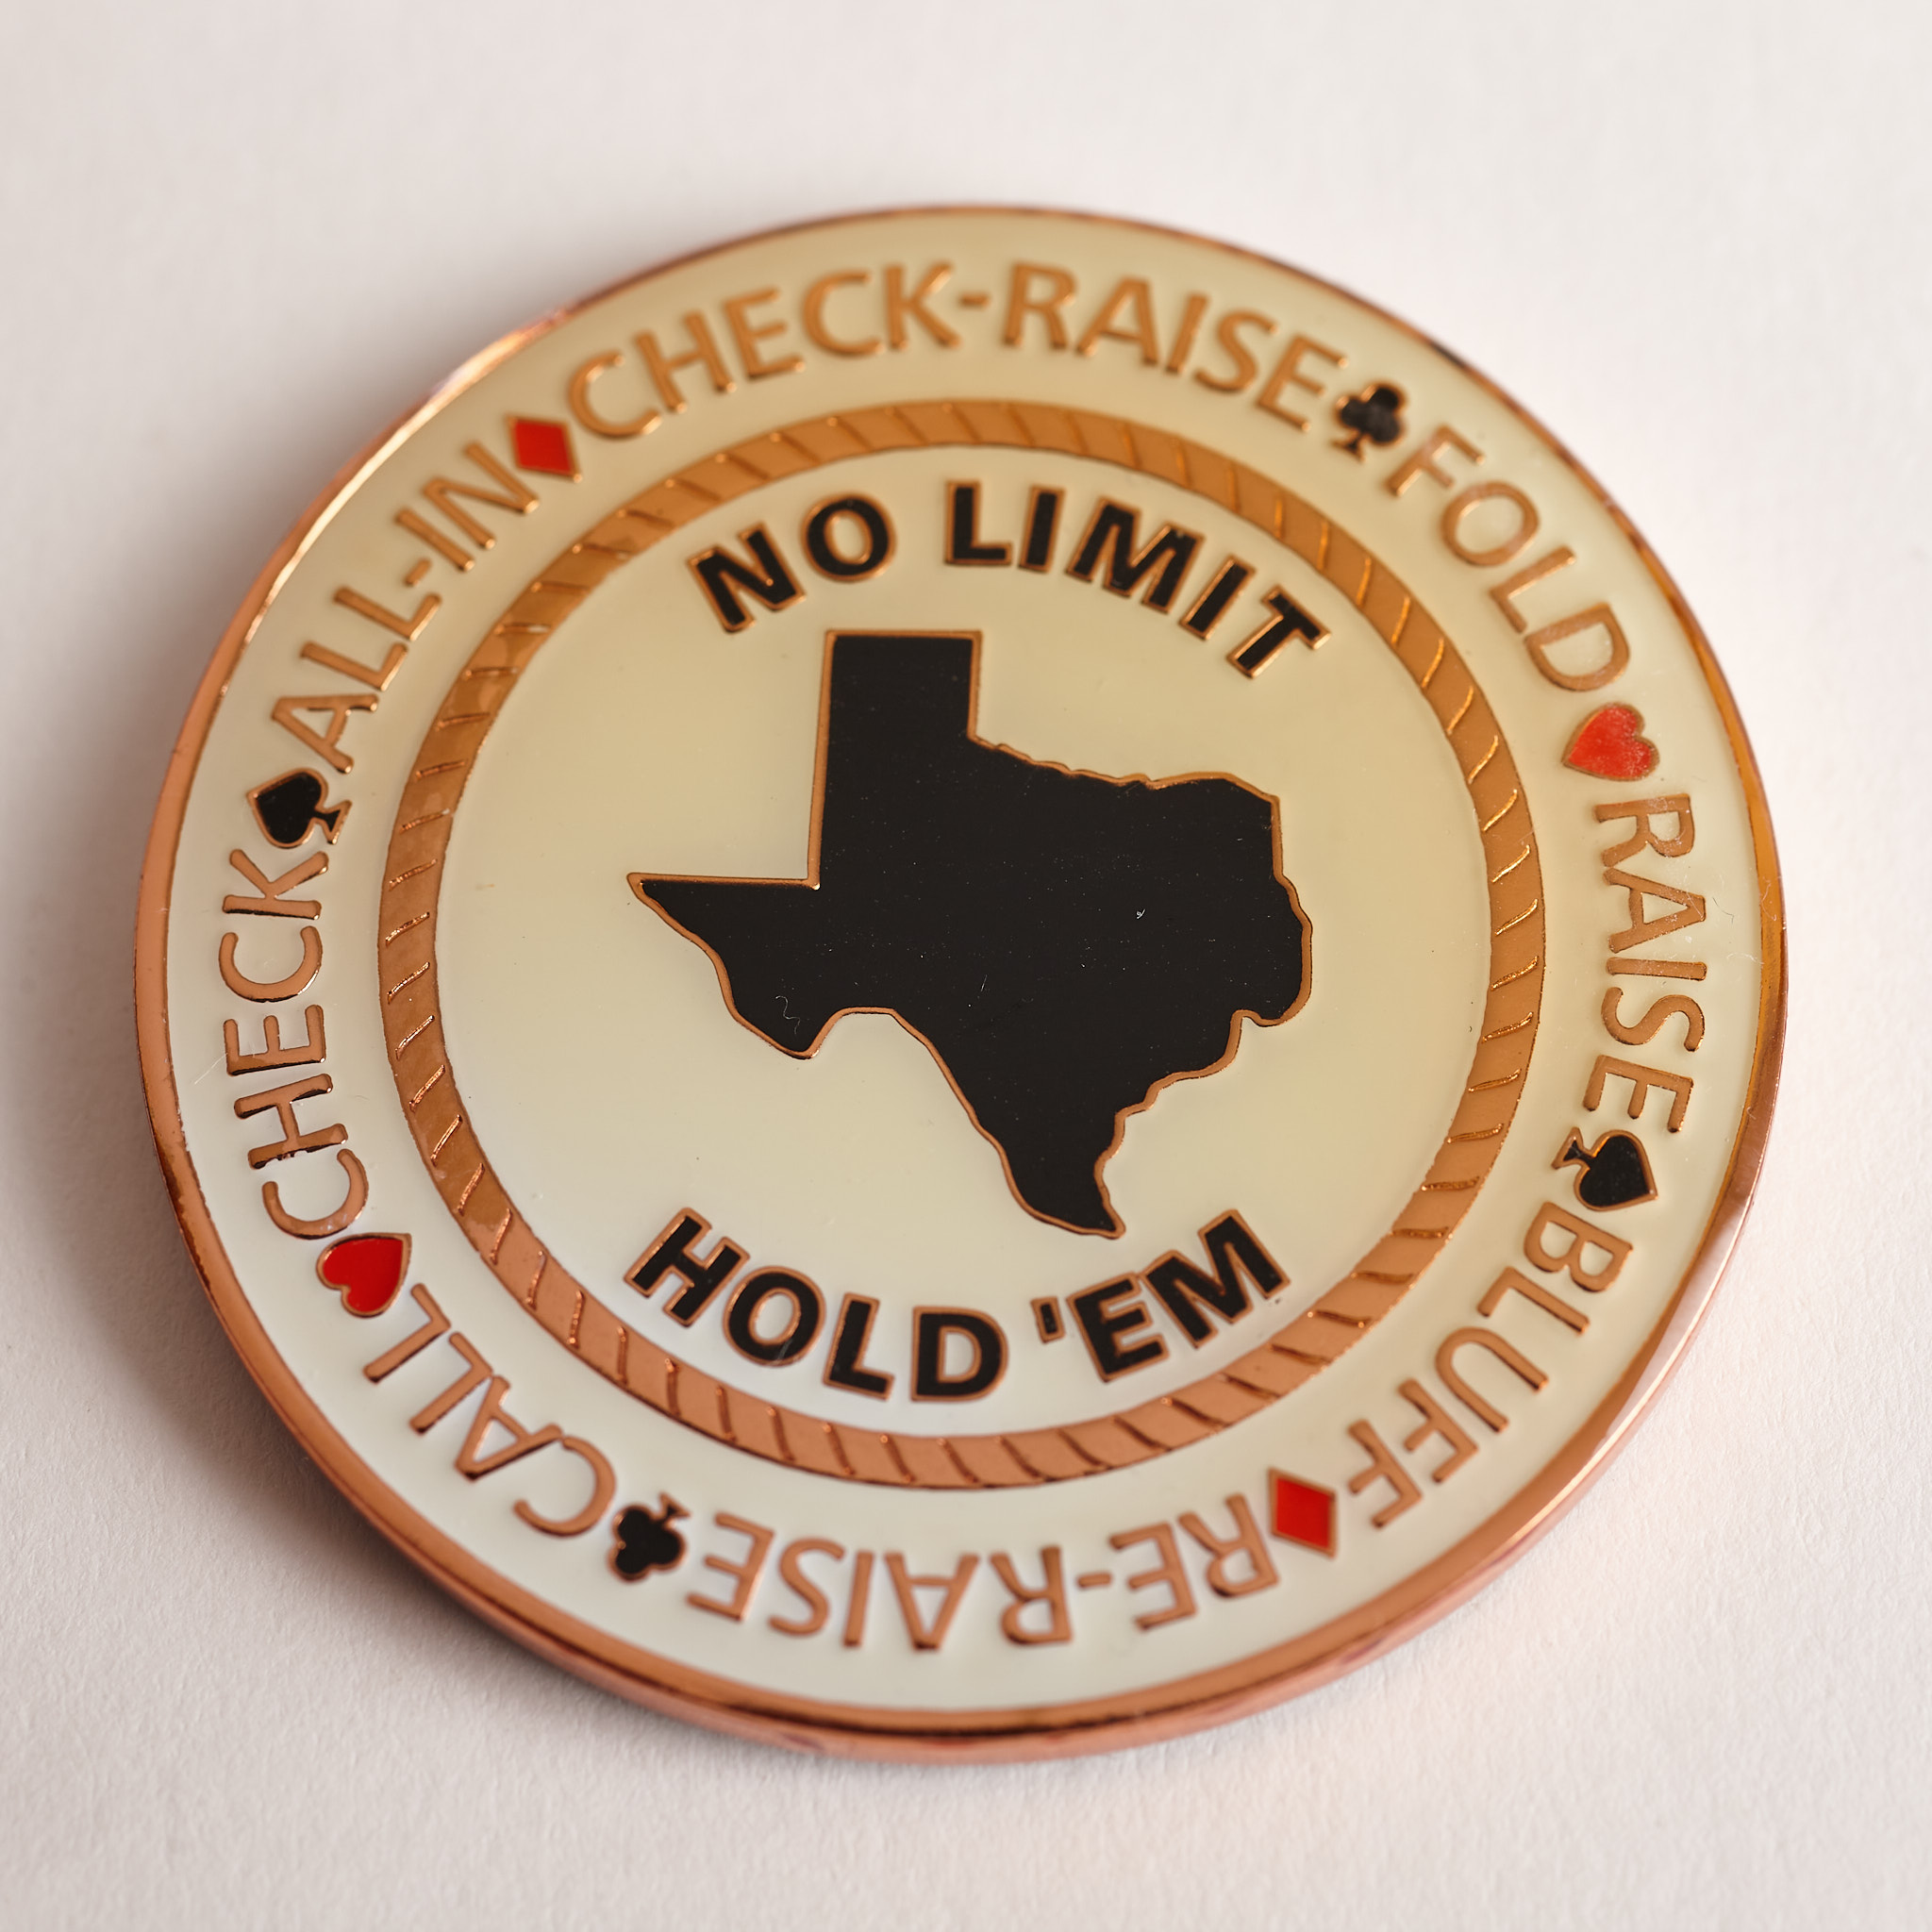 CHECK-RAISE♣FOLD♥RAISE♠BLUFF♦RE-RAISE♣CALL♥CHECK♠ALL-IN♦
NO LIMIT
HOLD 'EM